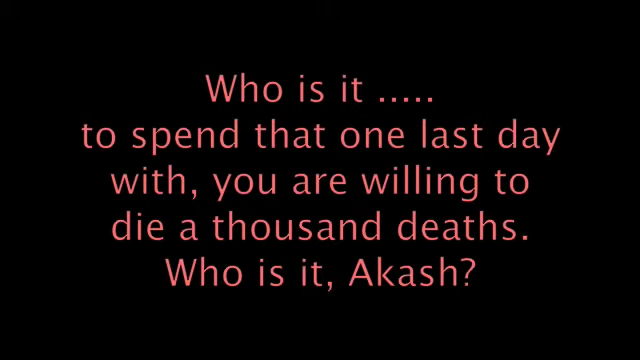 Who is it .....
to spend that one last day
with, you are willing to
die a thousand deaths.
Who is it, Akash?